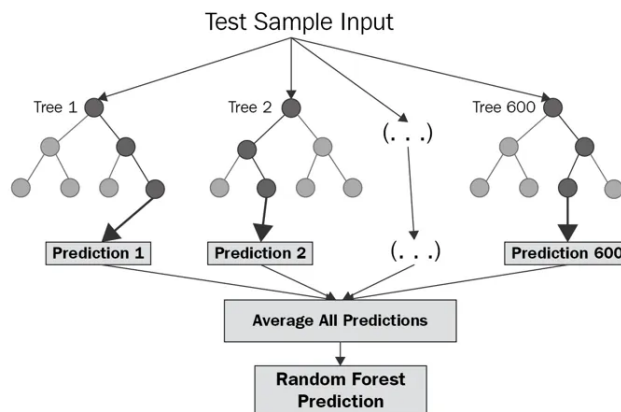 Test Sample Input
Tree 1
Tree 2
(. . .)
Tree 600
Prediction 1
Prediction 2
(. . .)
Prediction 600
Average All Predictions
Random Forest
Prediction